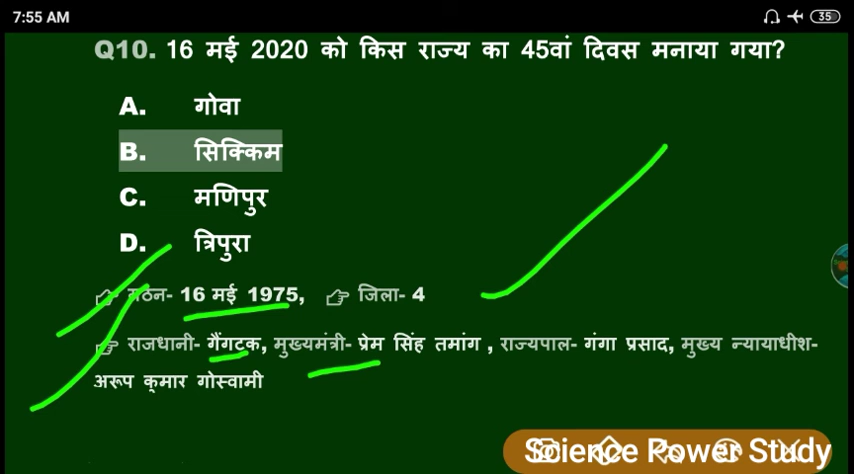 7:55 AM
35
Q10. 16 मई 2020 को किस राज्य का 45वां दिवस मनाया गया?
A. गोवा
B. सिक्किम
C. मणिपुर
D. त्रिपुरा
गठन- 16 मई 1975, जिला- 4
राजधानी- गैंगटक, मुख्यमंत्री- प्रेम सिंह तमांग , राज्यपाल- गंगा प्रसाद, मुख्य न्यायाधीश-
अरूप कुमार गोस्वामी
Science Power Study